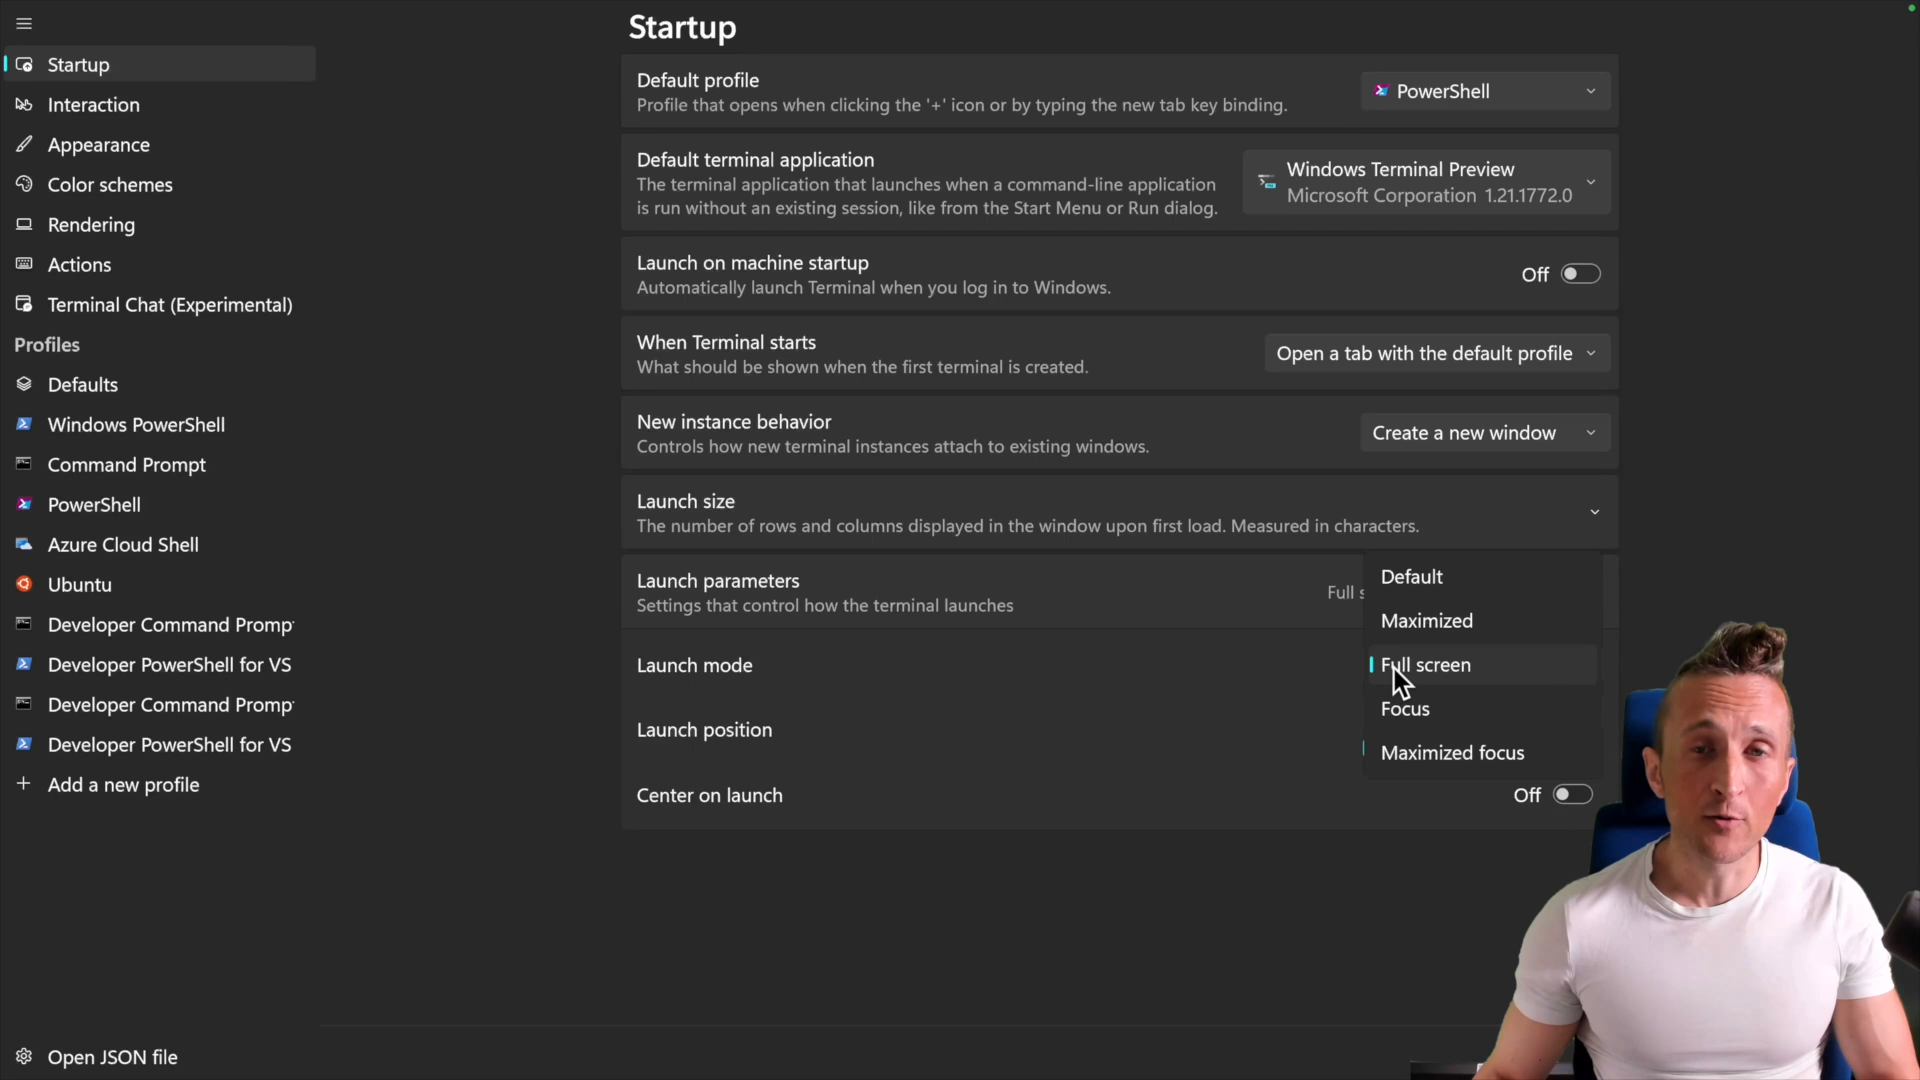 Startup
Interaction
Appearance
Color schemes
Rendering
Actions
Terminal Chat (Experimental)
Profiles
Defaults
Windows PowerShell
Command Prompt
PowerShell
Azure Cloud Shell
Ubuntu
Developer Command Promp
Developer PowerShell for VS
Developer Command Promp
Developer PowerShell for VS
Add a new profile
Open JSON file
Startup
Default profile
Profile that opens when clicking the '+' icon or by typing the new tab key binding.
PowerShell
Default terminal application
The terminal application that launches when a command-line application
is run without an existing session, like from the Start Menu or Run dialog.
Windows Terminal Preview
Microsoft Corporation 1.21.1772.0
Launch on machine startup
Automatically launch Terminal when you log in to Windows.
Off
When Terminal starts
What should be shown when the first terminal is created.
Open a tab with the default profile
New instance behavior
Controls how new terminal instances attach to existing windows.
Create a new window
Launch size
The number of rows and columns displayed in the window upon first load. Measured in characters.
Launch parameters
Settings that control how the terminal launches
Full s
Launch mode
Default
Maximized
Full screen
Focus
Maximized focus
Launch position
Center on launch
Off